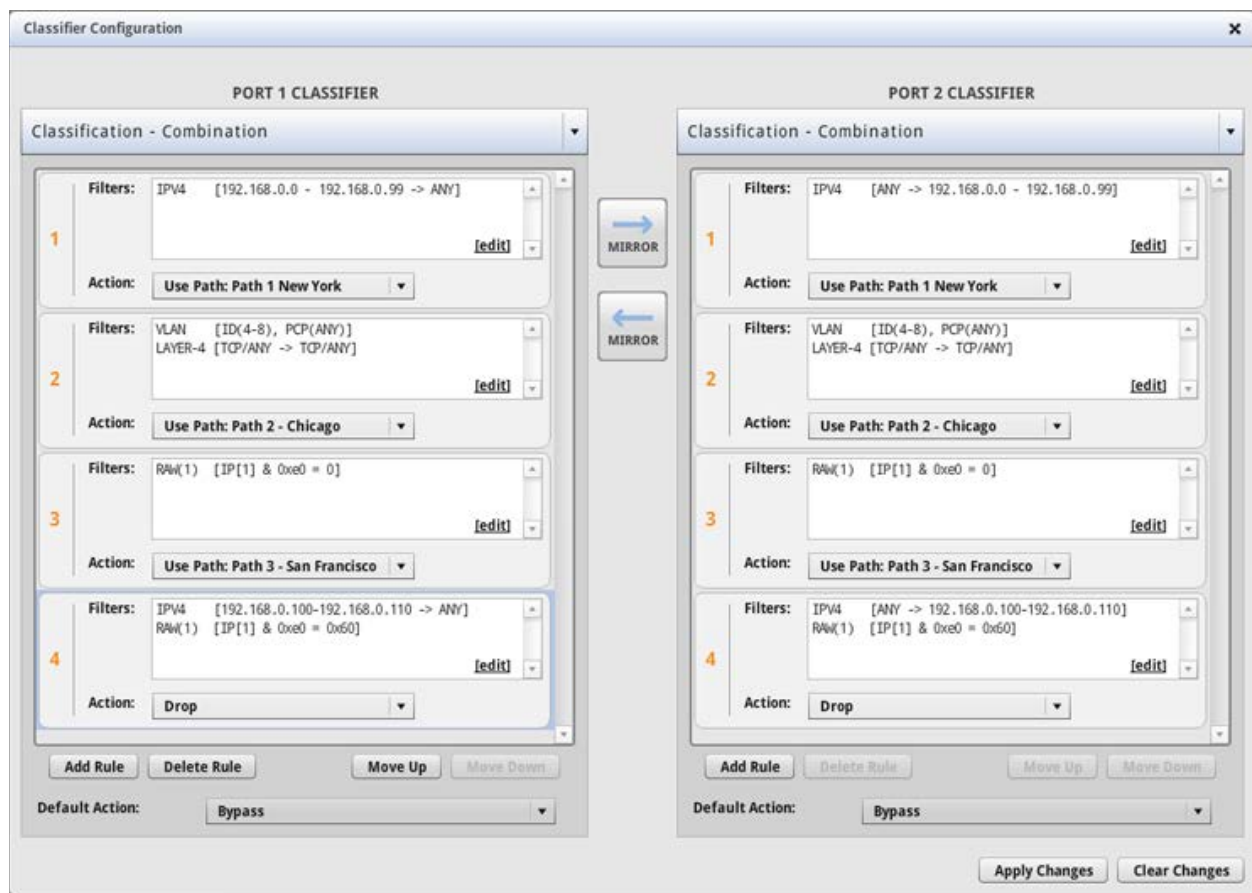 Classifier Configuration
PORT 1 CLASSIFIER
Classification - Combination
1
Filters: IPV4 [192.168.0.0 - 192.168.0.99 -> ANY]
[edit]
Action: Use Path: Path 1 New York
2
Filters: VLAN [ID(4-8), PCP(ANY)]
LAYER-4 [TCP/ANY -> TCP/ANY]
[edit]
Action: Use Path: Path 2 - Chicago
3
Filters: RAW(1) [IP[1] & 0xe0 = 0]
[edit]
Action: Use Path: Path 3 - San Francisco
4
Filters: IPV4 [192.168.0.100-192.168.0.110 -> ANY]
RAW(1) [IP[1] & 0xe0 = 0x60]
[edit]
Action: Drop
Add Rule Delete Rule Move Up Move Down
Default Action: Bypass
MIRROR
MIRROR
PORT 2 CLASSIFIER
Classification - Combination
1
Filters: IPV4 [ANY -> 192.168.0.0 - 192.168.0.99]
[edit]
Action: Use Path: Path 1 New York
2
Filters: VLAN [ID(4-8), PCP(ANY)]
LAYER-4 [TCP/ANY -> TCP/ANY]
[edit]
Action: Use Path: Path 2 - Chicago
3
Filters: RAW(1) [IP[1] & 0xe0 = 0]
[edit]
Action: Use Path: Path 3 - San Francisco
4
Filters: IPV4 [ANY -> 192.168.0.100-192.168.0.110]
RAW(1) [IP[1] & 0xe0 = 0x60]
[edit]
Action: Drop
Add Rule Delete Rule Move Up Move Down
Default Action: Bypass
Apply Changes Clear Changes